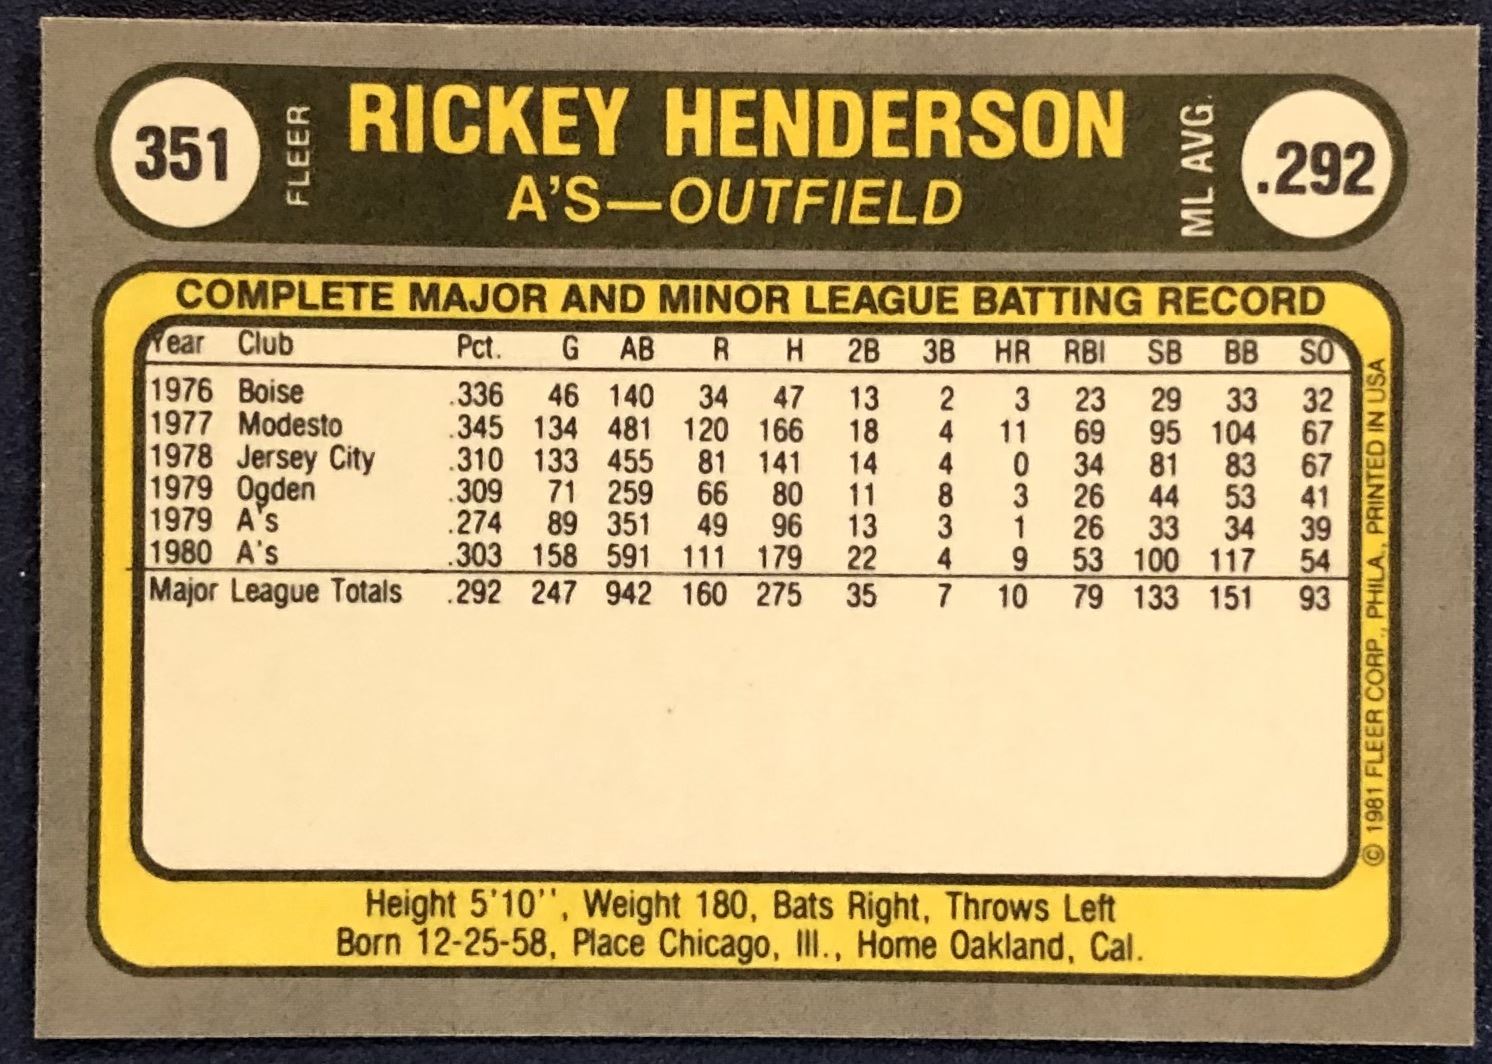 351 FLEER RICKEY HENDERSON ML AVG. .292
A'S—OUTFIELD
COMPLETE MAJOR AND MINOR LEAGUE BATTING RECORD
Year Club Pct. G AB R H 2B 3B HR RBI SB BB SO
1976 Boise .336 46 140 34 47 13 2 3 23 29 33 32
1977 Modesto .345 134 481 120 166 18 4 11 69 95 104 67
1978 Jersey City .310 133 455 81 141 14 4 0 34 81 83 67
1979 Ogden .309 71 259 66 80 11 8 3 26 44 53 41
1979 A's .274 89 351 49 96 13 3 1 26 33 34 39
1980 A's .303 158 591 111 179 22 4 9 53 100 117 54
Major League Totals .292 247 942 160 275 35 7 10 79 133 151 93
© 1981 FLEER CORP., PHILA., PRINTED IN USA
Height 5'10'', Weight 180, Bats Right, Throws Left
Born 12-25-58, Place Chicago, Ill., Home Oakland, Cal.